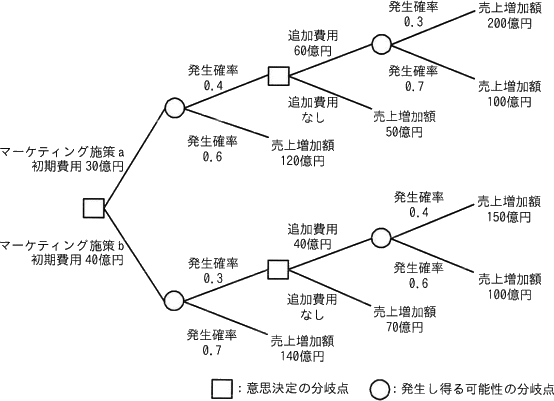 発生確率
0.3
売上増加額
200億円
追加費用
60億円
発生確率
0.7
売上増加額
100億円
発生確率
0.4
追加費用
なし
売上増加額
50億円
発生確率
0.6
売上増加額
120億円
マーケティング施策a
初期費用 30億円
マーケティング施策b
初期費用 40億円
発生確率
0.4
売上増加額
150億円
追加費用
40億円
発生確率
0.6
売上増加額
100億円
発生確率
0.3
追加費用
なし
売上増加額
70億円
発生確率
0.7
売上増加額
140億円
:意思決定の分岐点
:発生し得る可能性の分岐点